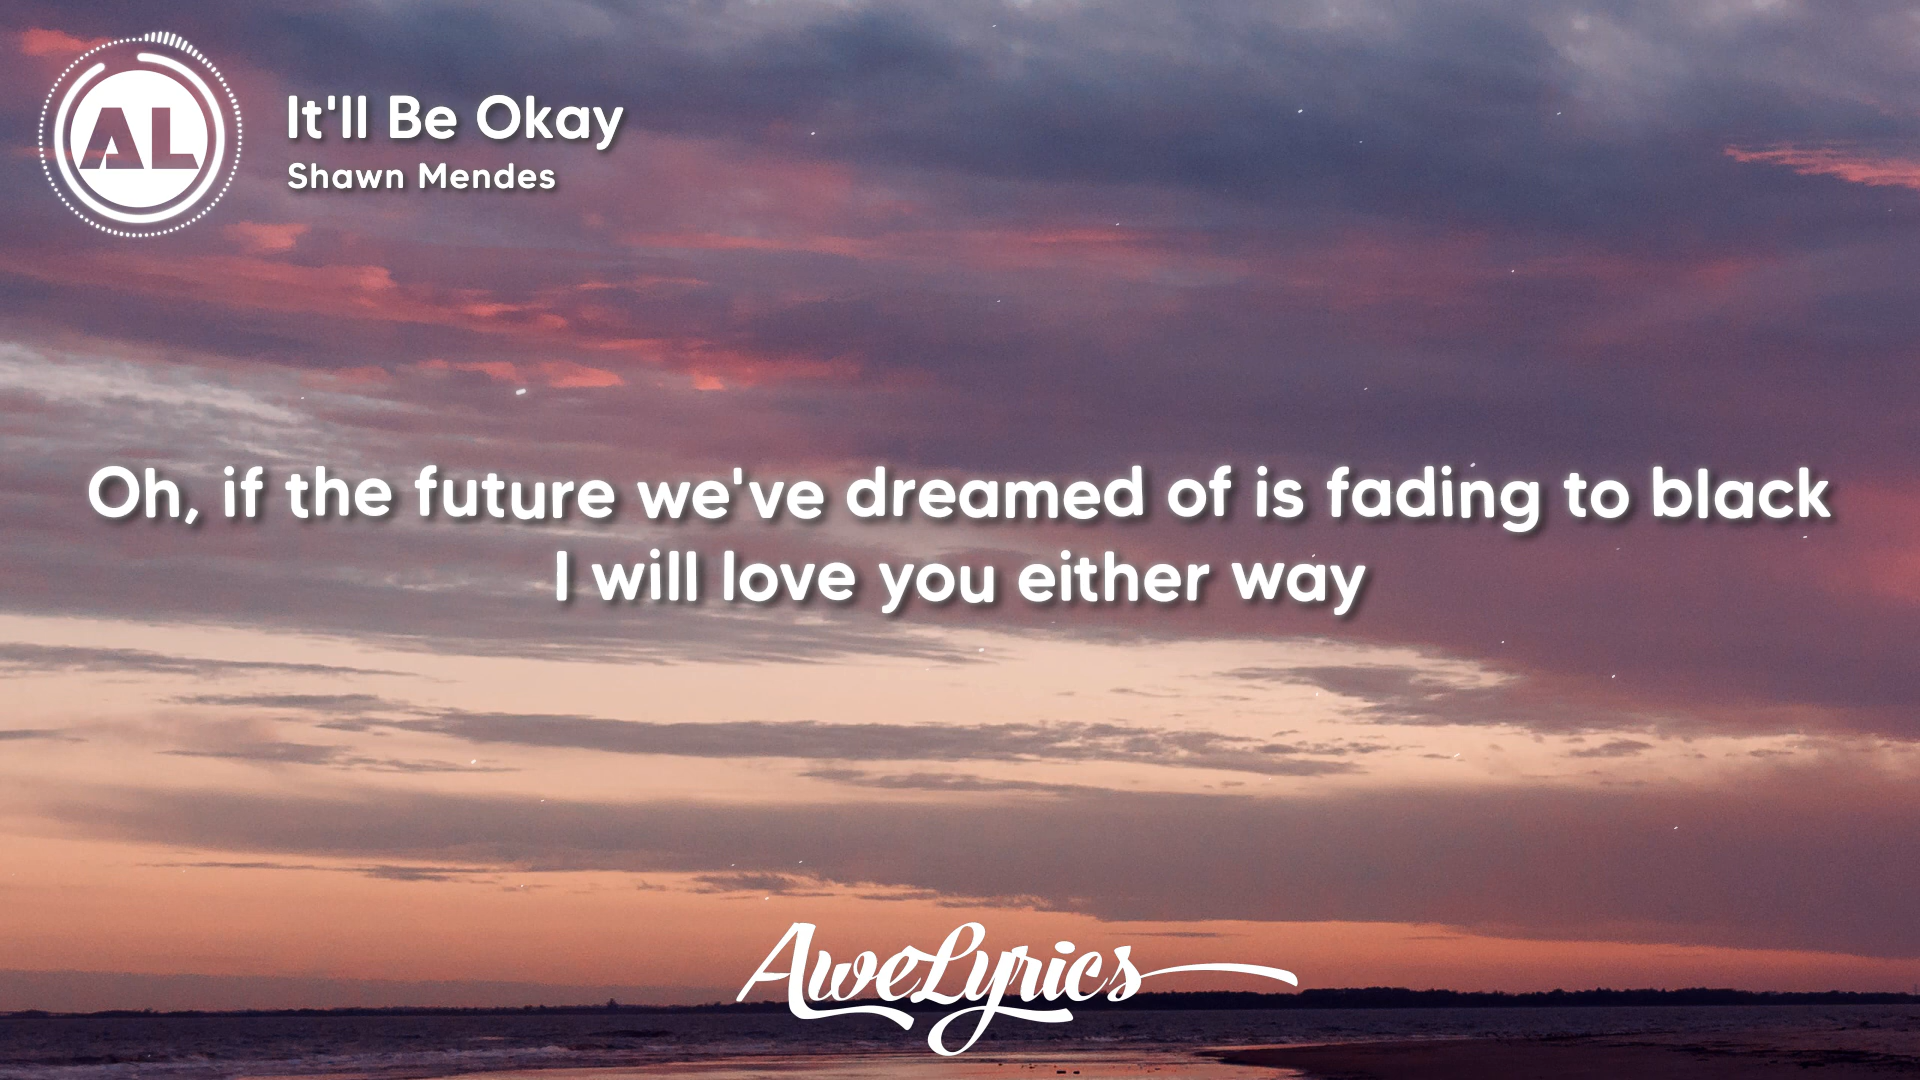 AL
It'll Be Okay
Shawn Mendes
Oh, if the future we've dreamed of is fading to black
I will love you either way
AweLyrics